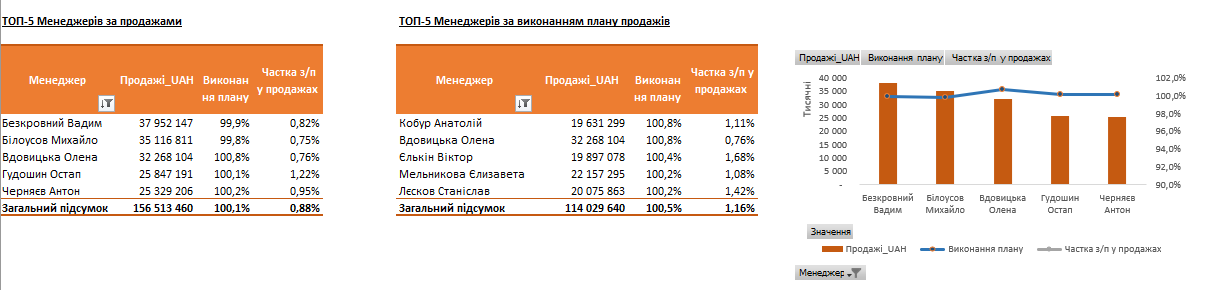 ТОП-5 Менеджерів за продажами
Менеджер Продажі_UAH Виконан ня плану Частка з/п у продажах
Безкровний Вадим 37 952 147 99,9% 0,82%
Білоусов Михайло 35 116 811 99,8% 0,75%
Вдовицька Олена 32 268 104 100,8% 0,76%
Гудошин Остап 25 847 191 100,1% 1,22%
Черняєв Антон 25 329 206 100,2% 0,95%
Загальний підсумок 156 513 460 100,1% 0,88%
ТОП-5 Менеджерів за виконанням плану продажів
Менеджер Продажі_UAH Виконан ня плану Частка з/п у продажах
Кобур Анатолій 19 631 299 100,8% 1,11%
Вдовицька Олена 32 268 104 100,8% 0,76%
Єлькін Віктор 19 897 078 100,4% 1,68%
Мельникова Єлизавета 22 157 295 100,2% 1,08%
Лєсков Станіслав 20 075 863 100,2% 1,42%
Загальний підсумок 114 029 640 100,5% 1,16%
Продажі_UAH Виконання плану Частка з/п у продажах
Тисячні
40 000
35 000
30 000
25 000
20 000
15 000
10 000
5 000
-
102,0%
100,0%
98,0%
96,0%
94,0%
92,0%
90,0%
Безкровний Вадим
Білоусов Михайло
Вдовицька Олена
Гудошин Остап
Черняєв Антон
Значення
Продажі_UAH Виконання плану Частка з/п у продажах
Менеджер